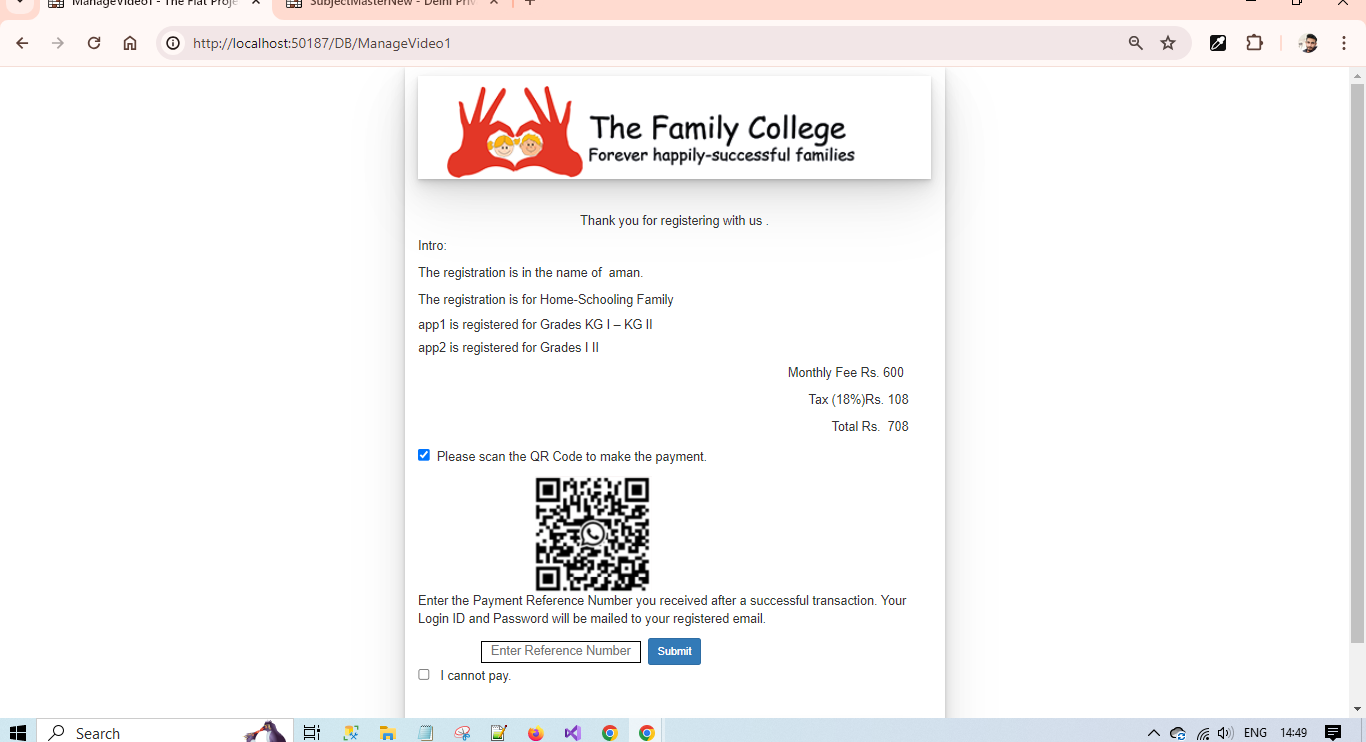 ManageVideo1 - The Flat Proje
SubjectMasterNew - Delhi Priv
http://localhost:50187/DB/ManageVideo1
The Family College
Forever happily-successful families
Thank you for registering with us .
Intro:
The registration is in the name of  aman.
The registration is for Home-Schooling Family
app1 is registered for Grades KG I – KG II
app2 is registered for Grades I II
Monthly Fee Rs. 600
Tax (18%)Rs. 108
Total Rs.  708
Please scan the QR Code to make the payment.
Enter the Payment Reference Number you received after a successful transaction. Your
Login ID and Password will be mailed to your registered email.
Enter Reference Number
Submit
I cannot pay.
Search
ENG
14:49